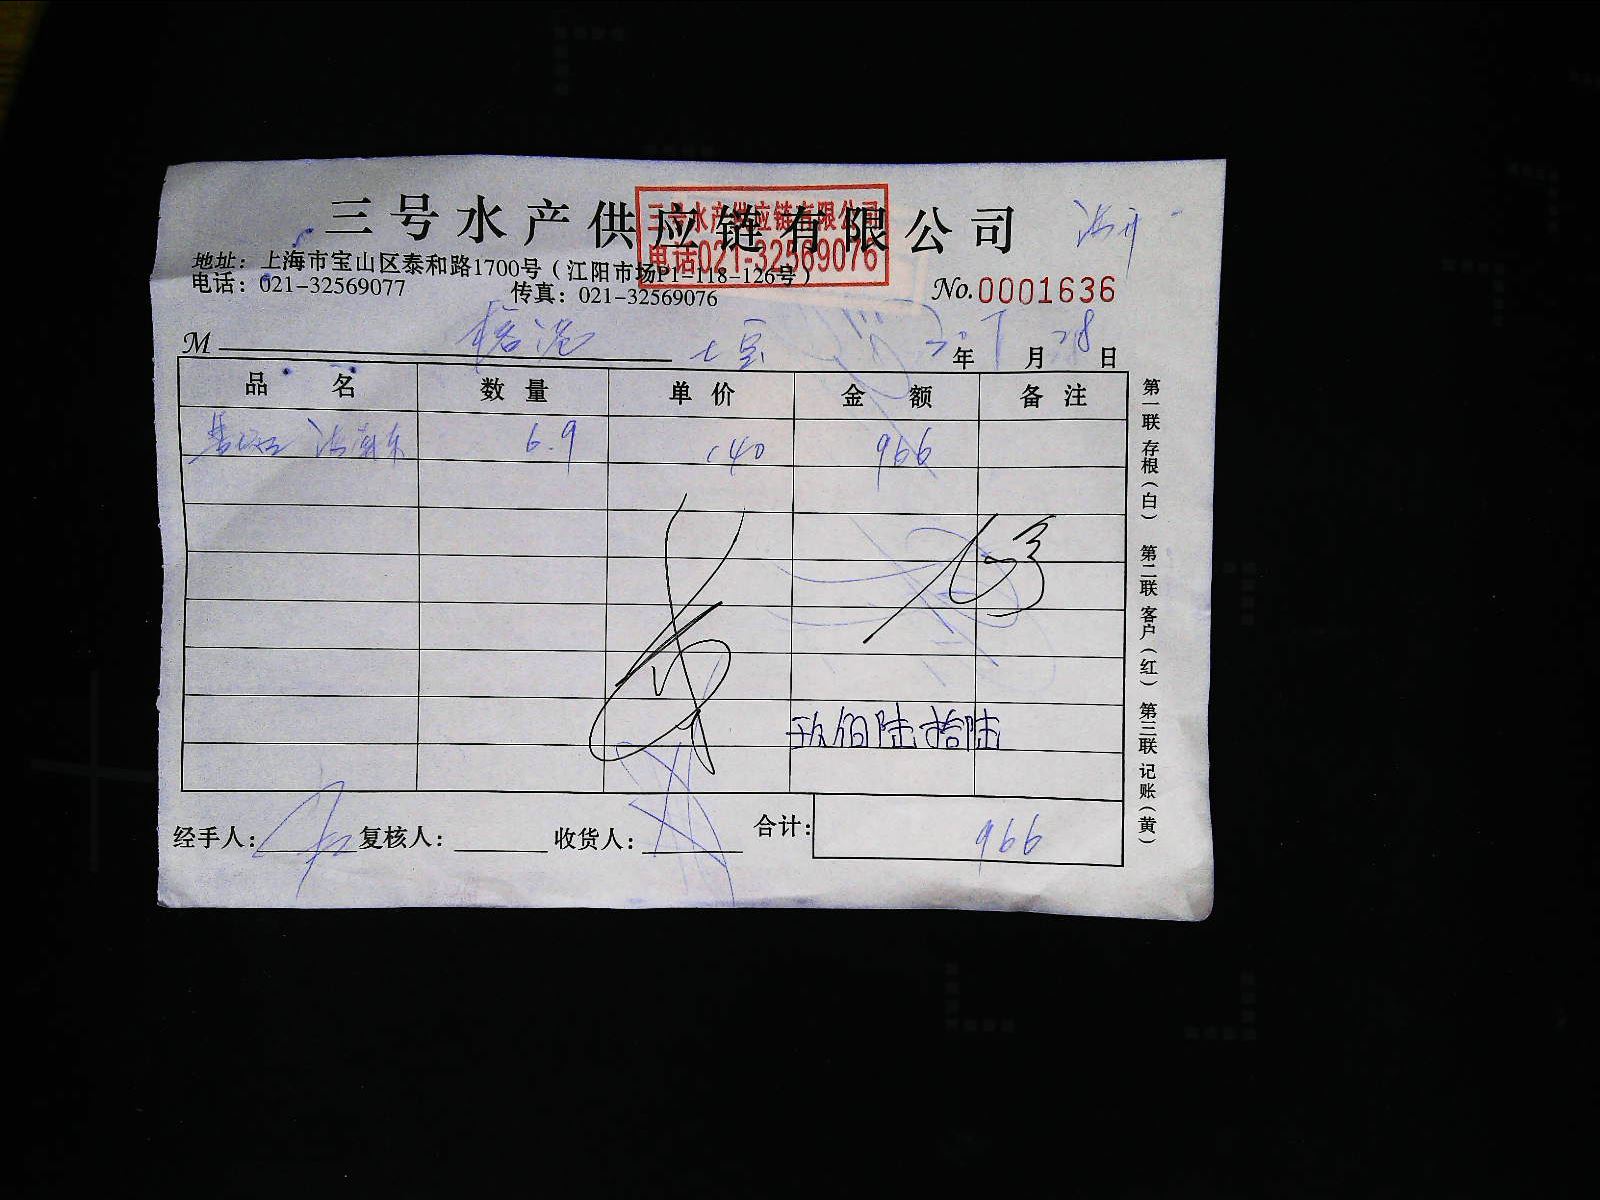 三号水产供应链有限公司
三号水产供应链有限公司
电话021-32569076
地址：上海市宝山区泰和路1700号（江阳市场P1-118-126号）
电话：021-32569077 传真：021-32569076
No.0001636
M 土豆 年 月 28 日
品名 数量 单价 金额 备注
6.9 140 966
玖佰陆拾陆
经手人： 复核人： 收货人： 合计： 966
第一联 存根（白） 第二联 客户（红） 第三联 记账（黄）